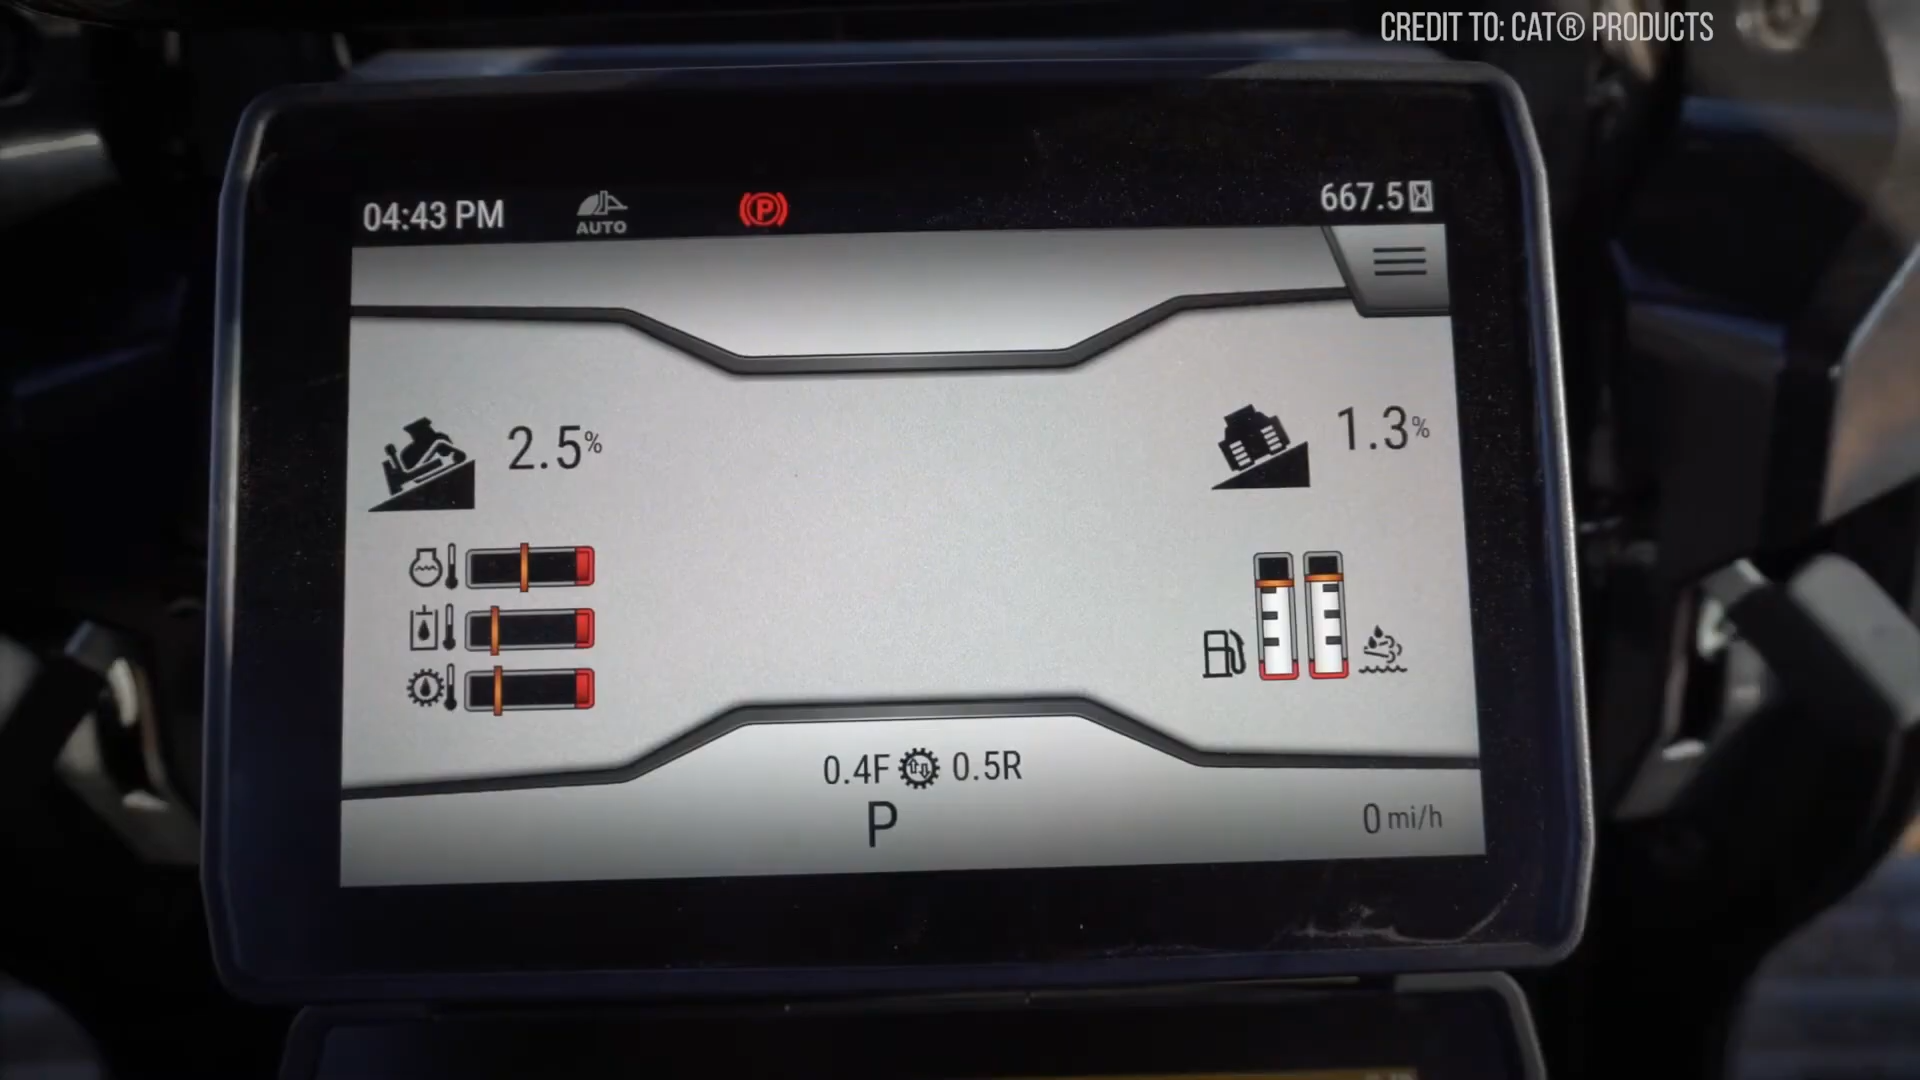 CREDIT TO: CAT® PRODUCTS
04:43 PM
AUTO
P
667.5
2.5%
1.3%
0.4F 0.5R
P
0 mi/h